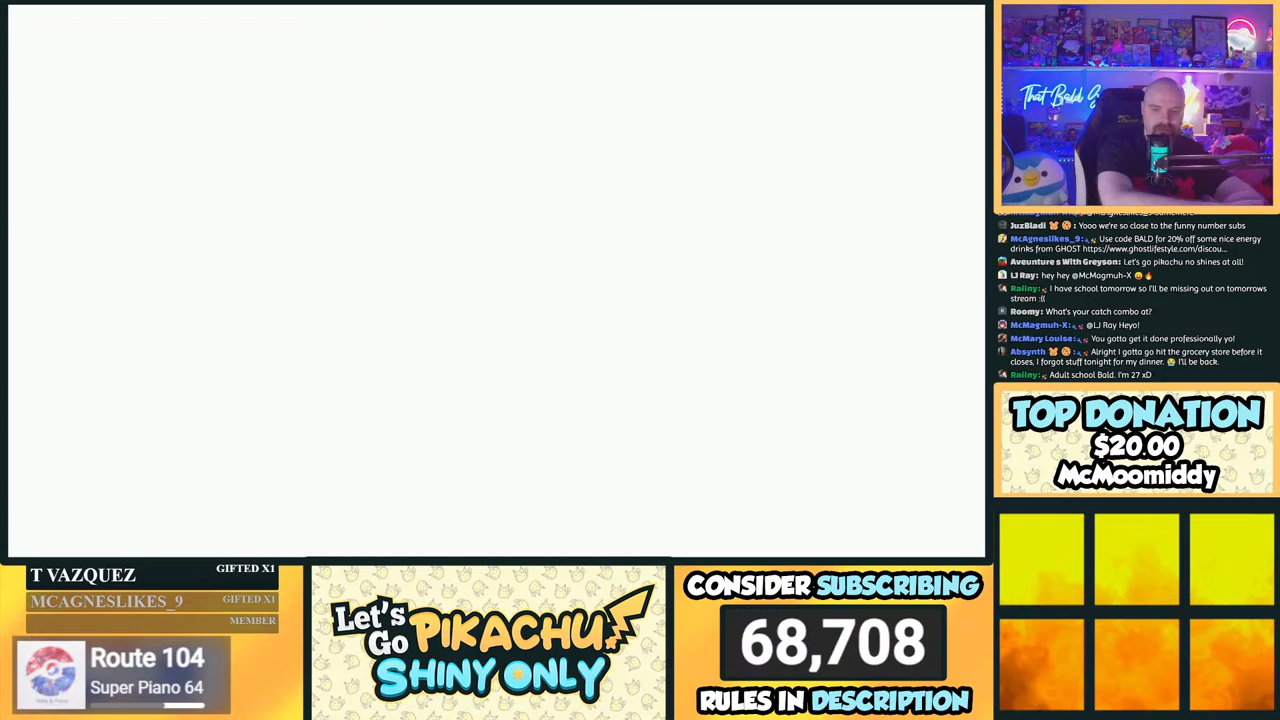 That Bald G
JuzBladi : Yooo we're so close to the funny number subs
McAgneslikes_9: Use code BALD for 20% off some nice energy
drinks from GHOST https://www.ghostlifestyle.com/discou...
Aveunture s With Greyson: Let's go pikachu no shines at all!
LJ Ray: hey hey @McMagmuh-X
Raiiny: I have school tomorrow so I'll be missing out on tomorrows
stream :((
Roomy: What's your catch combo at?
McMagmuh-X: @LJ Ray Heyo!
McMary Louise: You gotta get it done professionally yo!
Absynth : Alright I gotta go hit the grocery store before it
closes, I forgot stuff tonight for my dinner. I'll be back.
Raiiny: Adult school Bald. I'm 27 xD
TOP DONATION
$20.00
McMoomiddy
T VAZQUEZ GIFTED X1
MCAGNESLIKES_9 GIFTED X1
MEMBER
Route 104
Super Piano 64
Let's
Go PIKACHU
SHINY ONLY
CONSIDER SUBSCRIBING
68,708
RULES IN DESCRIPTION